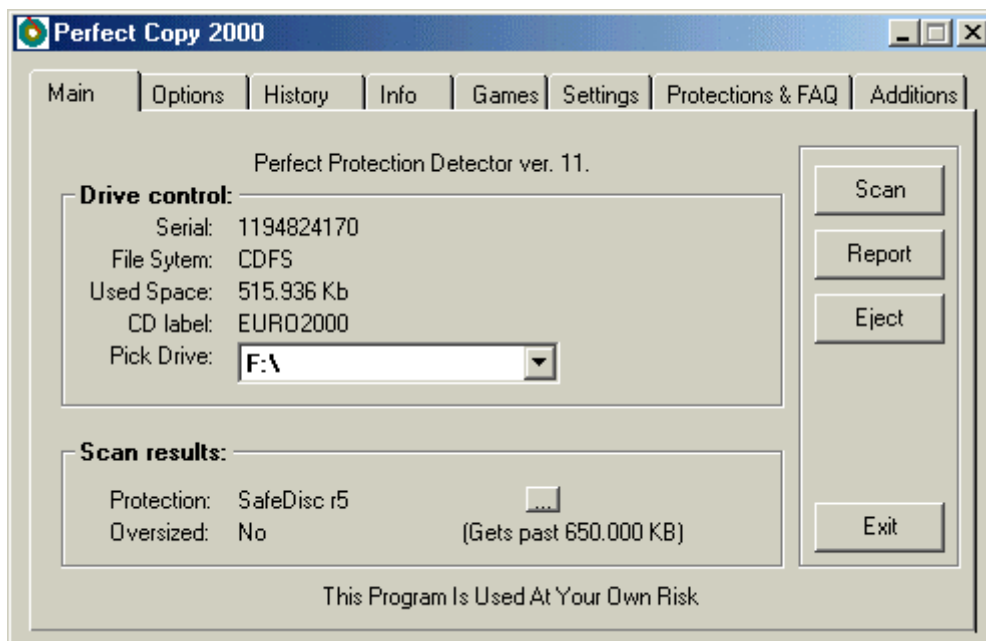 Perfect Copy 2000
Main Options History Info Games Settings Protections & FAQ Additions
Perfect Protection Detector ver. 11.
Drive control:
Serial: 1194824170
File Sytem: CDFS
Used Space: 515.936 Kb
CD label: EURO2000
Pick Drive: F:\
Scan results:
Protection: SafeDisc r5 ...
Oversized: No (Gets past 650.000 KB)
Scan
Report
Eject
Exit
This Program Is Used At Your Own Risk